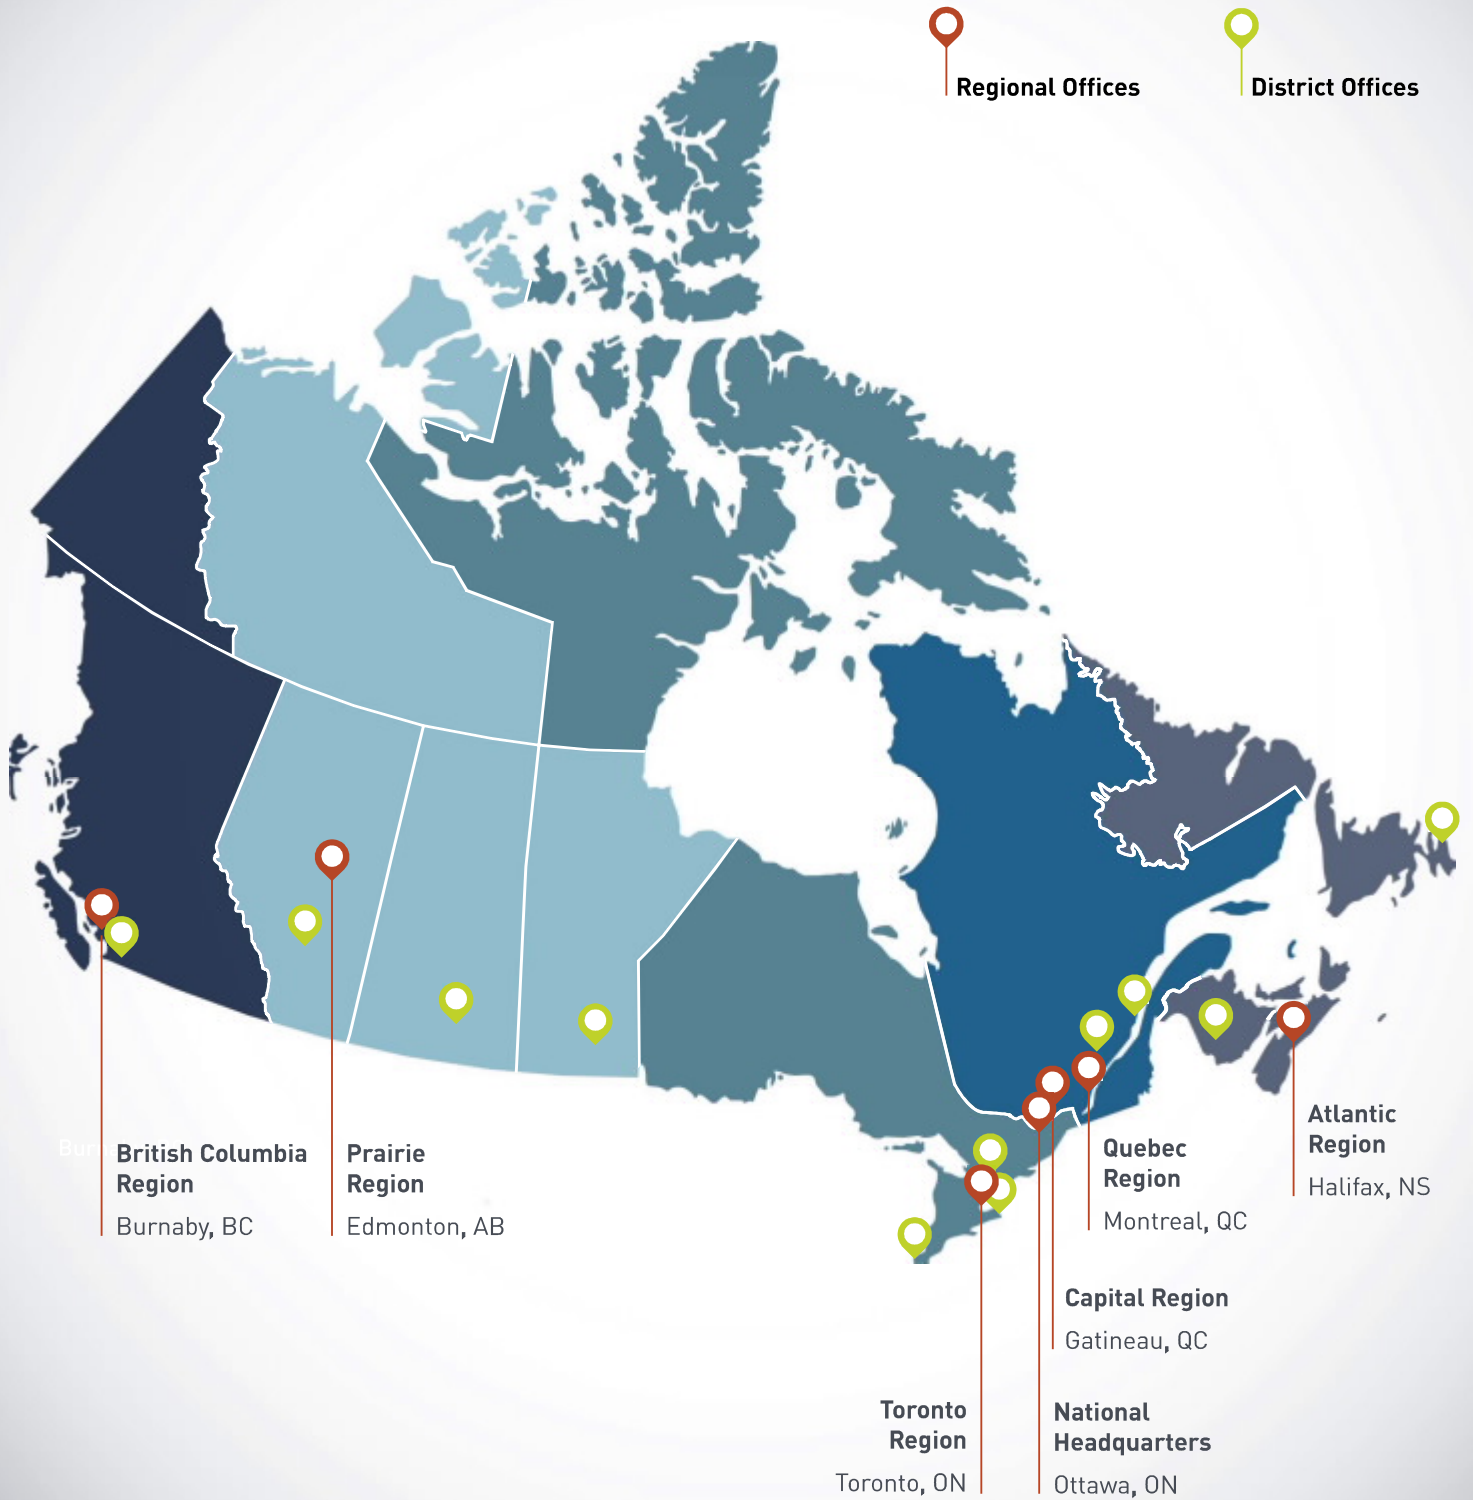 Regional Offices
District Offices
Burn
British Columbia
Region
Burnaby, BC
Prairie
Region
Edmonton, AB
Quebec
Region
Montreal, QC
Atlantic
Region
Halifax, NS
Capital Region
Gatineau, QC
Toronto
Region
Toronto, ON
National
Headquarters
Ottawa, ON